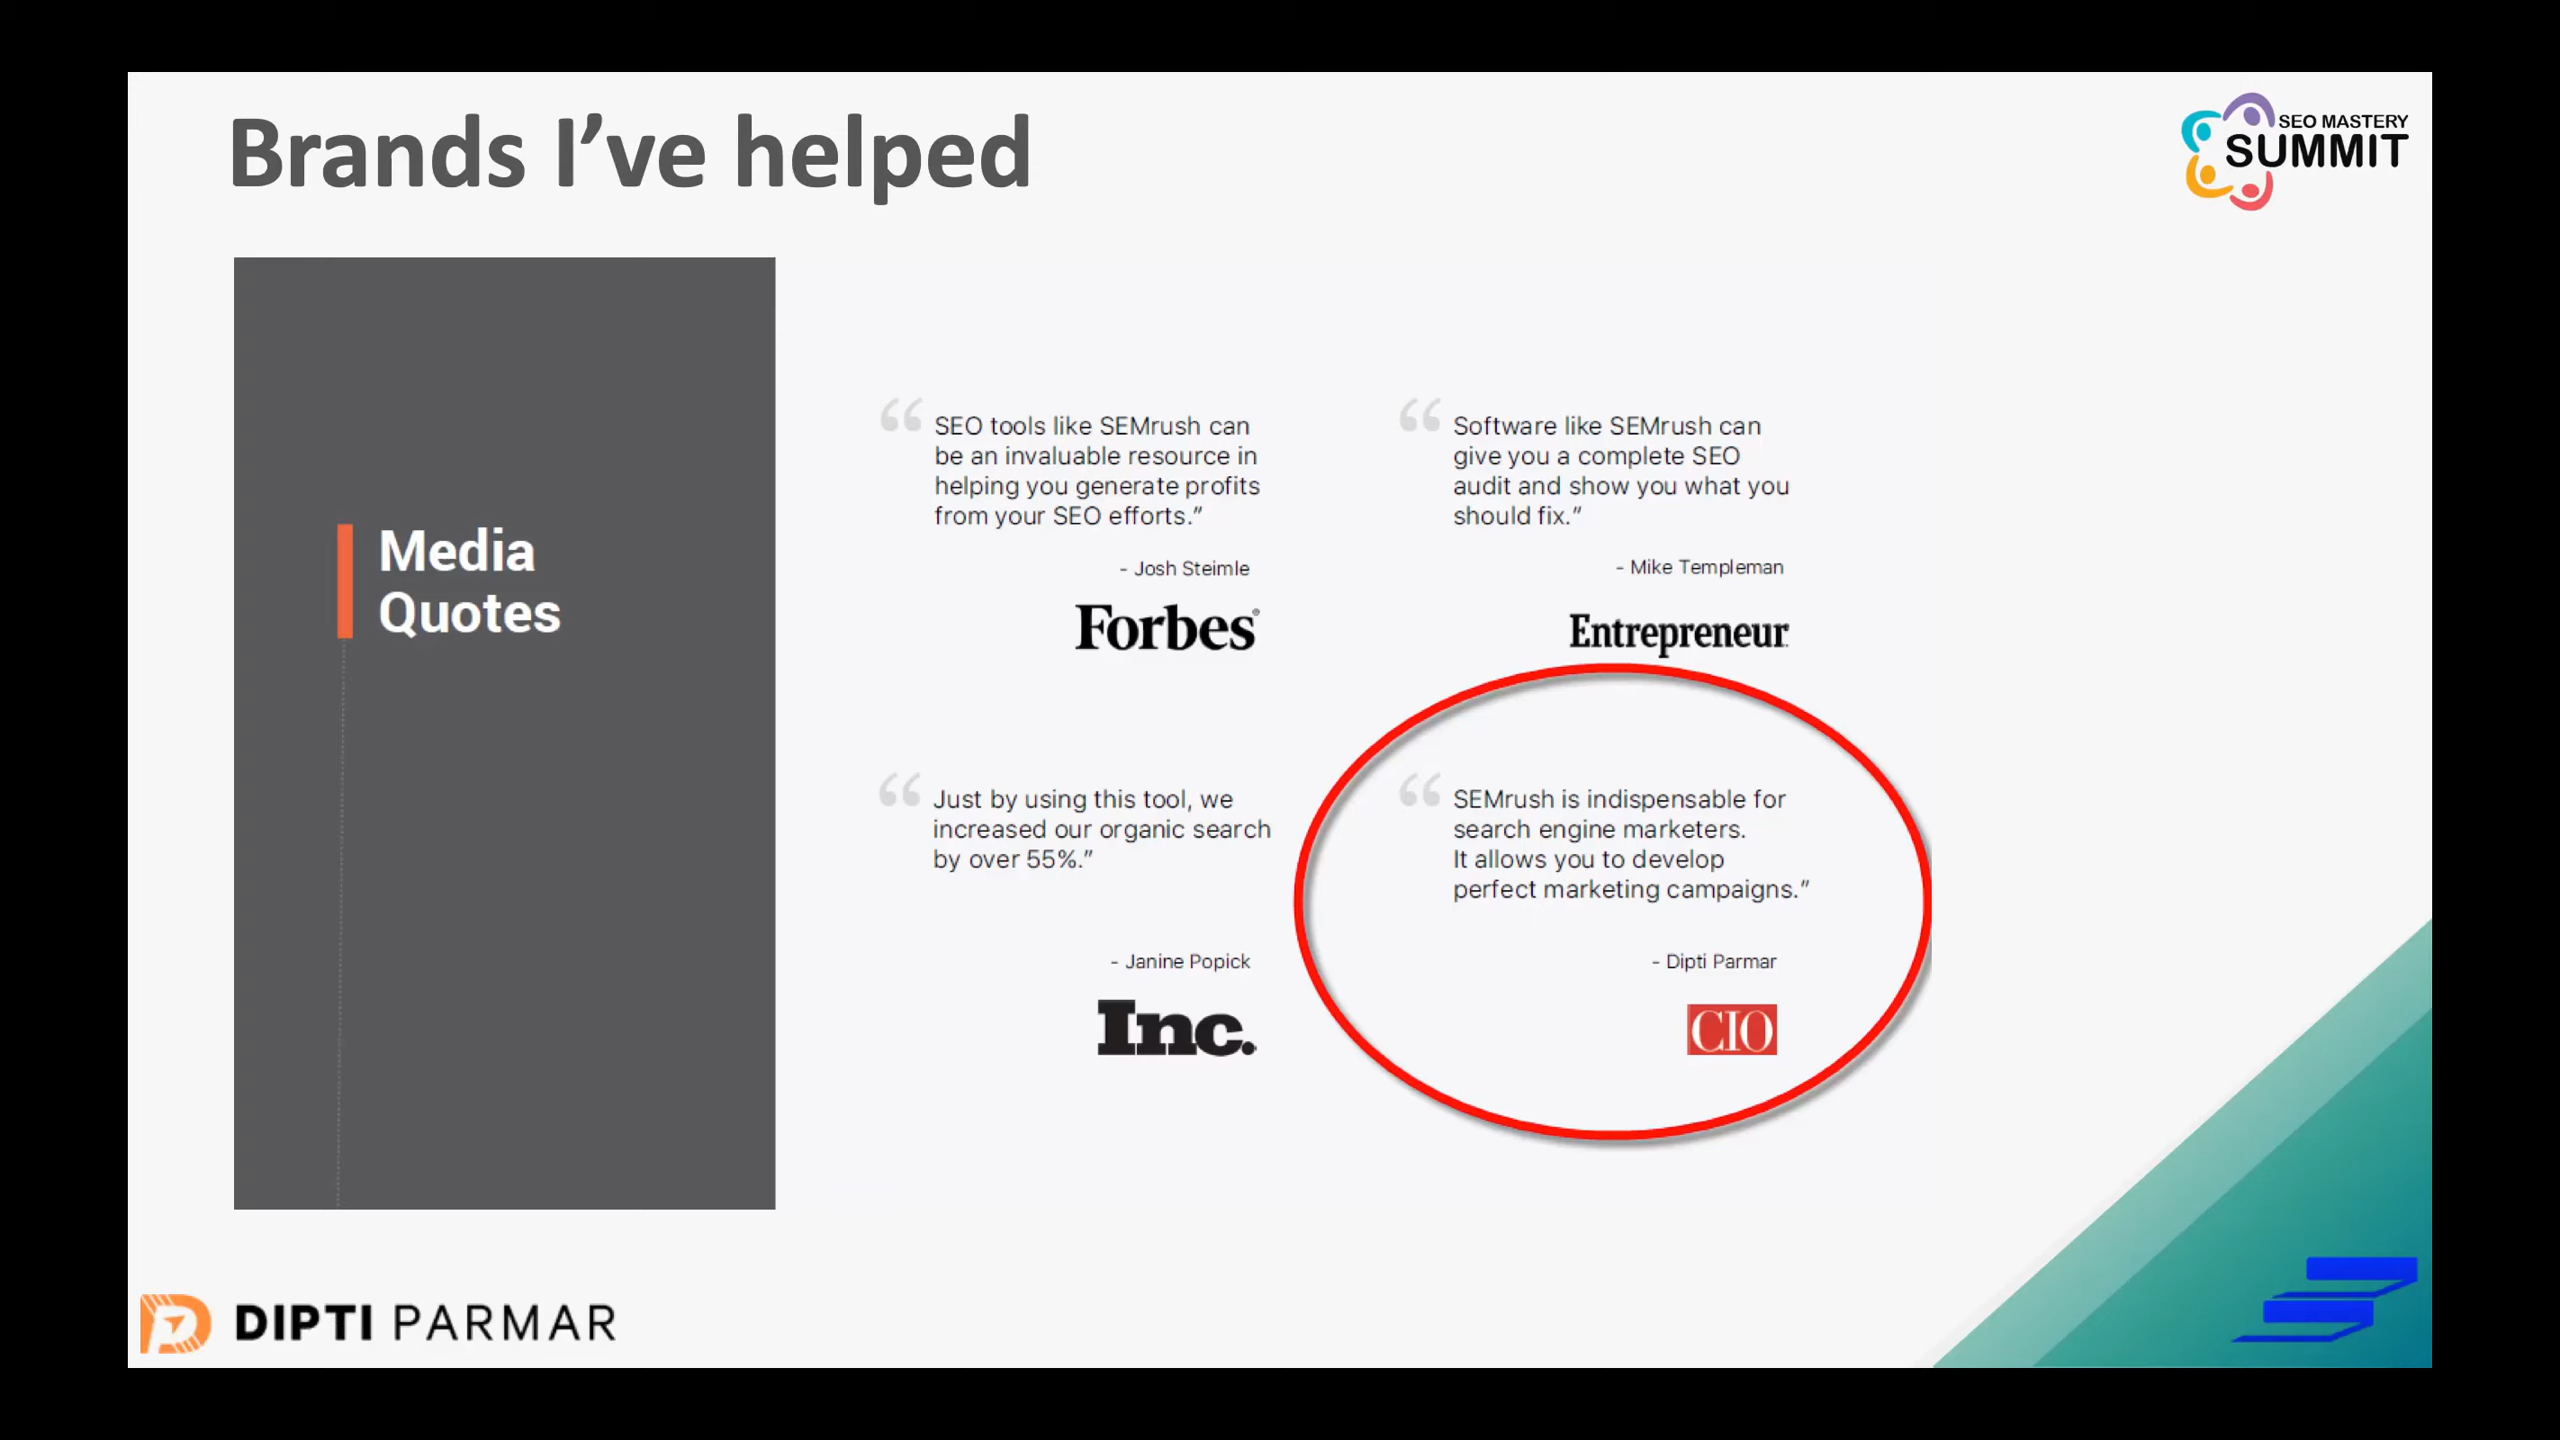 Brands I’ve helped
SEO MASTERY
SUMMIT
Media
Quotes
“ SEO tools like SEMrush can
be an invaluable resource in
helping you generate profits
from your SEO efforts.”
- Josh Steimle
Forbes®
“ Software like SEMrush can
give you a complete SEO
audit and show you what you
should fix.”
- Mike Templeman
Entrepreneur
“ Just by using this tool, we
increased our organic search
by over 55%.”
- Janine Popick
Inc.
“ SEMrush is indispensable for
search engine marketers.
It allows you to develop
perfect marketing campaigns.”
- Dipti Parmar
CIO
DIPTI PARMAR